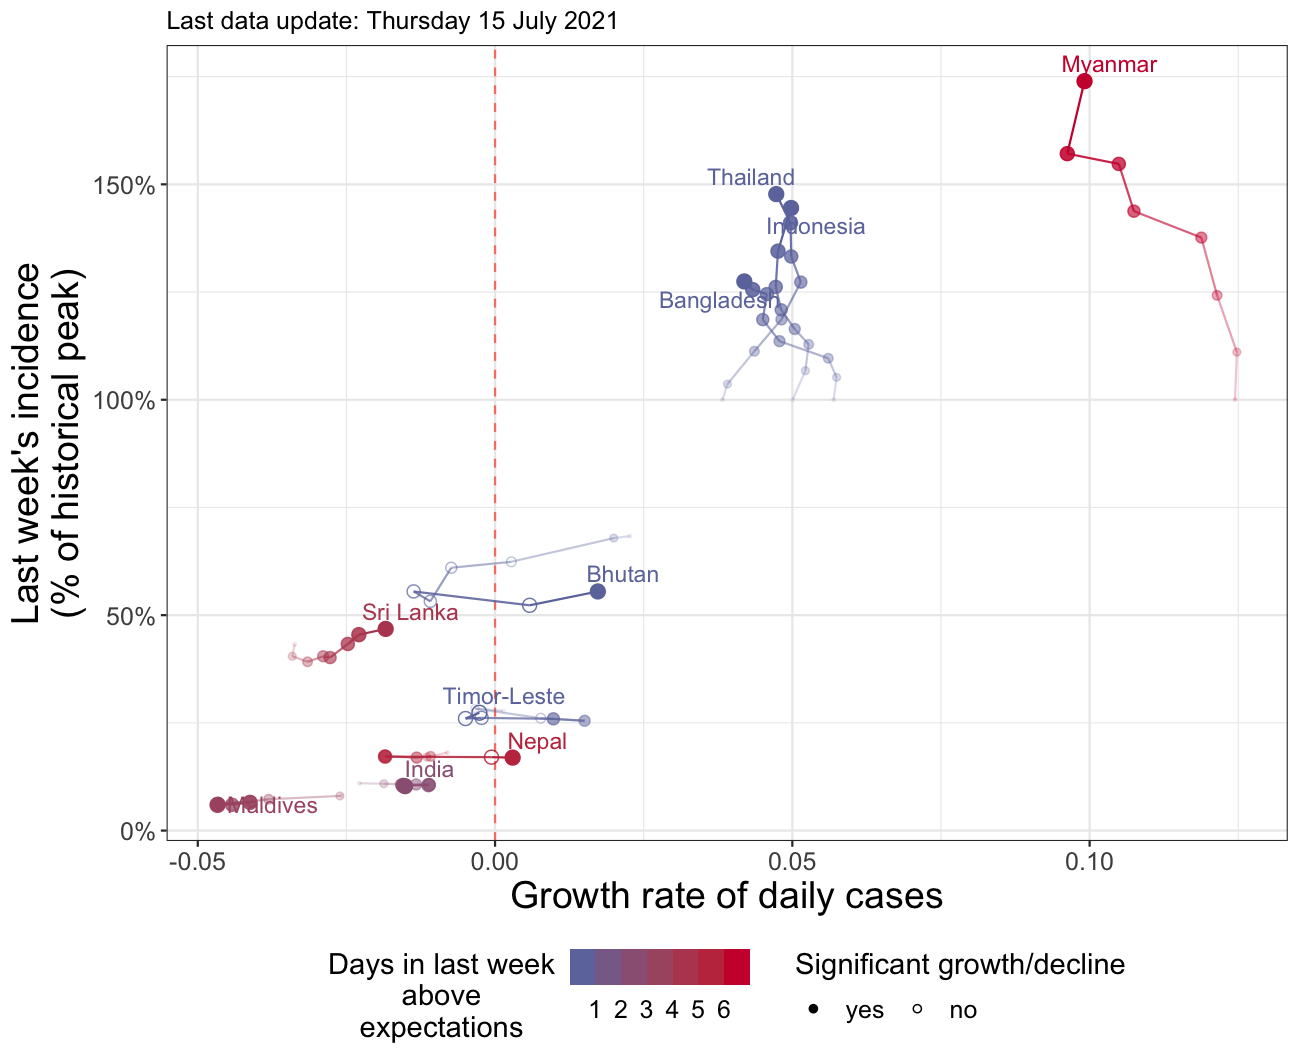 Last data update: Thursday 15 July 2021
Last week's incidence
(% of historical peak)
150%
100%
50%
0%
Myanmar
Thailand
Indonesia
Bangladesh
Bhutan
Sri Lanka
Timor-Leste
Nepal
India
Maldives
-0.05
0.00
0.05
0.10
Growth rate of daily cases
Days in last week
above
expectations
1 2 3 4 5 6
Significant growth/decline
yes
no